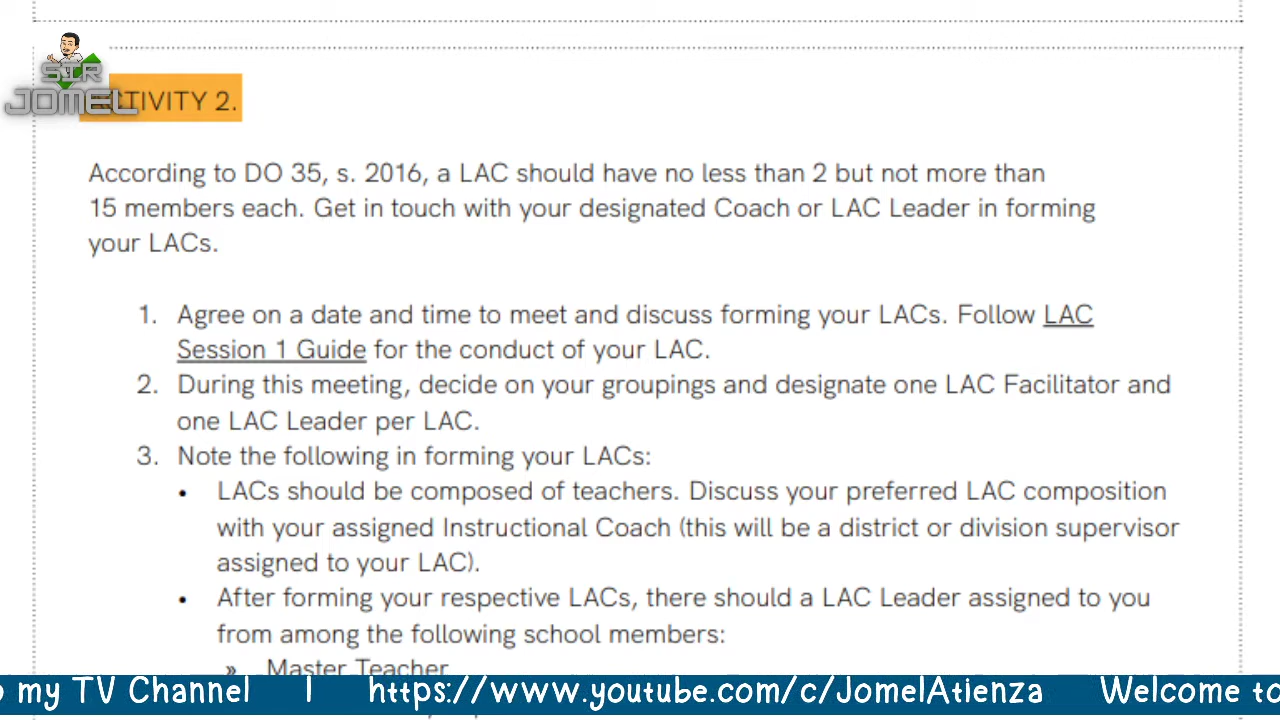 SIR
JOMEL
ACTIVITY 2.
According to DO 35, s. 2016, a LAC should have no less than 2 but not more than
15 members each. Get in touch with your designated Coach or LAC Leader in forming
your LACs.
1. Agree on a date and time to meet and discuss forming your LACs. Follow LAC
Session 1 Guide for the conduct of your LAC.
2. During this meeting, decide on your groupings and designate one LAC Facilitator and
one LAC Leader per LAC.
3. Note the following in forming your LACs:
• LACs should be composed of teachers. Discuss your preferred LAC composition
with your assigned Instructional Coach (this will be a district or division supervisor
assigned to your LAC).
• After forming your respective LACs, there should a LAC Leader assigned to you
from among the following school members:
» Master Teacher
my TV Channel | https://www.youtube.com/c/JomelAtienza Welcome to